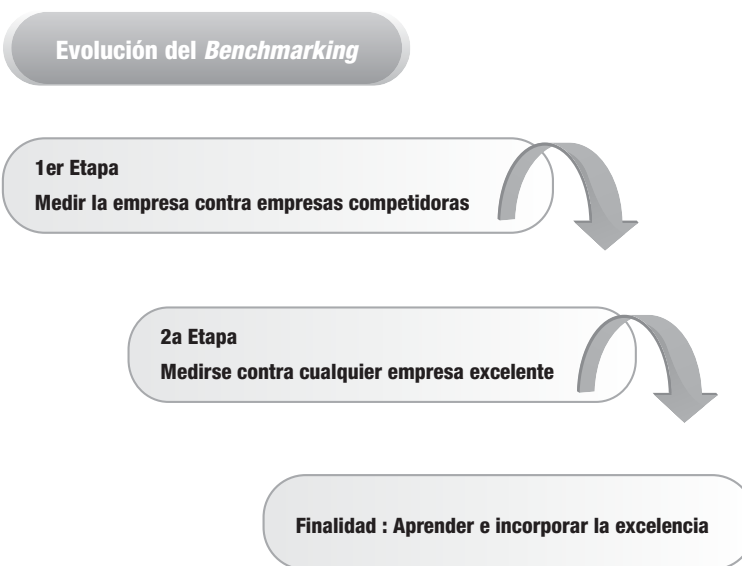 Evolución del Benchmarking
1er Etapa
Medir la empresa contra empresas competidoras
2a Etapa
Medirse contra cualquier empresa excelente
Finalidad : Aprender e incorporar la excelencia